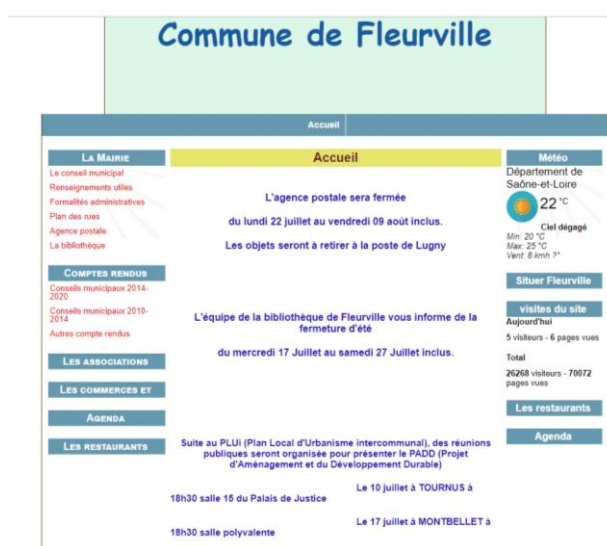 Commune de Fleurville
Accueil
LA MAIRIE
Le conseil municipal
Renseignements utiles
Formalités administratives
Plan des rues
Agence postale
La bibliothèque
COMPTES RENDUS
Conseils municipaux 2014-
2020
Conseils municipaux 2010-
2014
Autres compte rendus
LES ASSOCIATIONS
LES COMMERCES ET
AGENDA
LES RESTAURANTS
Accueil
L'agence postale sera fermée
du lundi 22 juillet au vendredi 09 août inclus.
Les objets seront à retirer à la poste de Lugny
L'équipe de la bibliothèque de Fleurville vous informe de la
fermeture d'été
du mercredi 17 Juillet au samedi 27 Juillet inclus.
Suite au PLUi (Plan Local d'Urbanisme intercommunal), des réunions
publiques seront organisée pour présenter le PADD (Projet
d'Aménagement et du Développement Durable)
Le 10 juillet à TOURNUS à
18h30 salle 15 du Palais de Justice
Le 17 juillet à MONTBELLET à
18h30 salle polyvalente
Météo
Département de
Saône-et-Loire
22 °C
Ciel dégagé
Min: 20 °C
Max: 25 °C
Vent: 8 kmh ?°
Situer Fleurville
visites du site
Aujourd'hui
5 visiteurs - 6 pages vues
Total
26268 visiteurs - 70072
pages vues
Les restaurants
Agenda